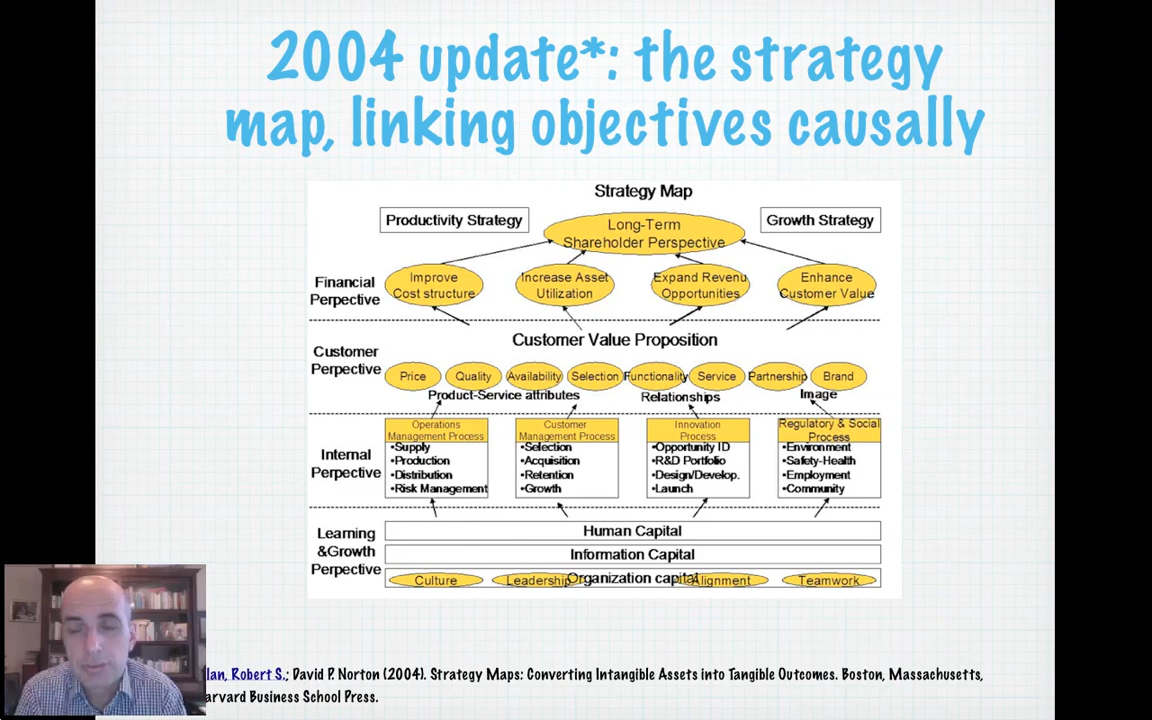 2004 update*: the strategy
map, linking objectives causally
Strategy Map
Productivity Strategy
Long-Term
Shareholder Perspective
Growth Strategy
Financial
Perpective
Improve
Cost structure
Increase Asset
Utilization
Expand Revenu
Opportunities
Enhance
Customer Value
Customer Value Proposition
Customer
Perpective
Price
Quality
Availability
Selection
Functionality
Service
Partnership
Brand
Product-Service attributes
Relationships
Image
Internal
Perpective
Operations
Management Process
•Supply
•Production
•Distribution
•Risk Management
Customer
Management Process
•Selection
•Acquisition
•Retention
•Growth
Innovation
Process
•Opportunity ID
•R&D Portfolio
•Design/Develop.
•Launch
Regulatory & Social
Process
•Environment
•Safety-Health
•Employment
•Community
Learning
&Growth
Perpective
Human Capital
Information Capital
Organization capital
Culture
Leadership
Alignment
Teamwork
lan, Robert S.; David P. Norton (2004). Strategy Maps: Converting Intangible Assets into Tangible Outcomes. Boston, Massachusetts,
arvard Business School Press.